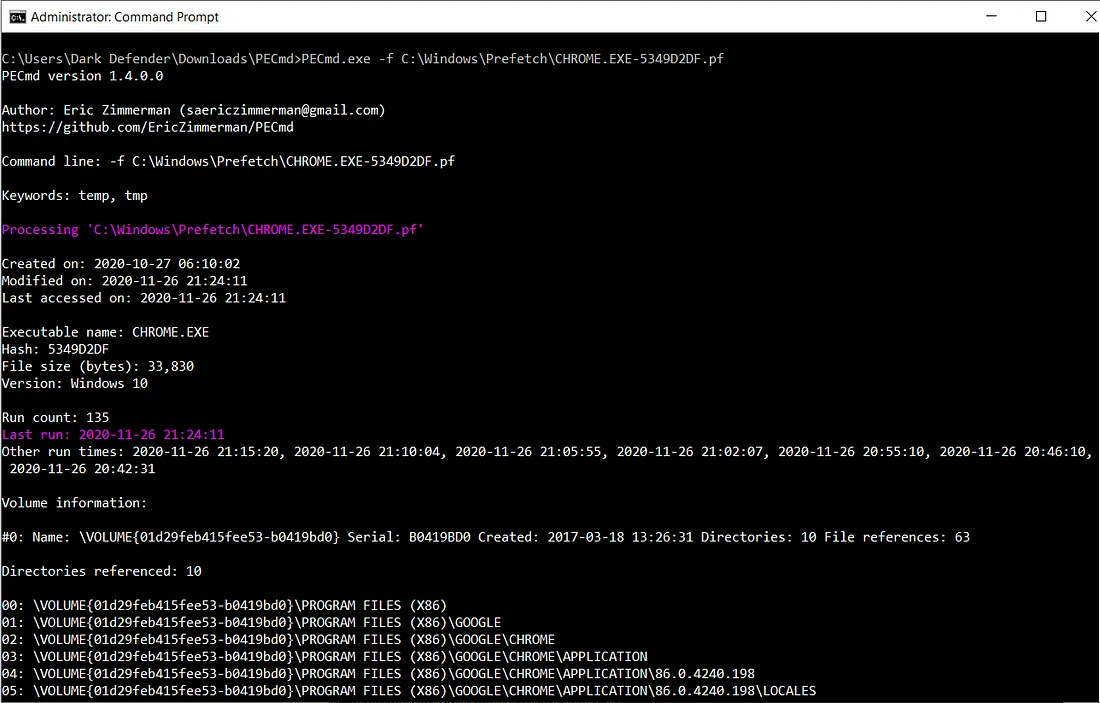 Administrator: Command Prompt
C:\Users\Dark Defender\Downloads\PECmd>PECmd.exe -f C:\Windows\Prefetch\CHROME.EXE-5349D2DF.pf
PECmd version 1.4.0.0
Author: Eric Zimmerman (saericzimmerman@gmail.com)
https://github.com/EricZimmerman/PECmd
Command line: -f C:\Windows\Prefetch\CHROME.EXE-5349D2DF.pf
Keywords: temp, tmp
Processing 'C:\Windows\Prefetch\CHROME.EXE-5349D2DF.pf'
Created on: 2020-10-27 06:10:02
Modified on: 2020-11-26 21:24:11
Last accessed on: 2020-11-26 21:24:11
Executable name: CHROME.EXE
Hash: 5349D2DF
File size (bytes): 33,830
Version: Windows 10
Run count: 135
Last run: 2020-11-26 21:24:11
Other run times: 2020-11-26 21:15:20, 2020-11-26 21:10:04, 2020-11-26 21:05:55, 2020-11-26 21:02:07, 2020-11-26 20:55:10, 2020-11-26 20:46:10,
2020-11-26 20:42:31
Volume information:
#0: Name: \VOLUME{01d29feb415fee53-b0419bd0} Serial: B0419BD0 Created: 2017-03-18 13:26:31 Directories: 10 File references: 63
Directories referenced: 10
00: \VOLUME{01d29feb415fee53-b0419bd0}\PROGRAM FILES (X86)
01: \VOLUME{01d29feb415fee53-b0419bd0}\PROGRAM FILES (X86)\GOOGLE
02: \VOLUME{01d29feb415fee53-b0419bd0}\PROGRAM FILES (X86)\GOOGLE\CHROME
03: \VOLUME{01d29feb415fee53-b0419bd0}\PROGRAM FILES (X86)\GOOGLE\CHROME\APPLICATION
04: \VOLUME{01d29feb415fee53-b0419bd0}\PROGRAM FILES (X86)\GOOGLE\CHROME\APPLICATION\86.0.4240.198
05: \VOLUME{01d29feb415fee53-b0419bd0}\PROGRAM FILES (X86)\GOOGLE\CHROME\APPLICATION\86.0.4240.198\LOCALES